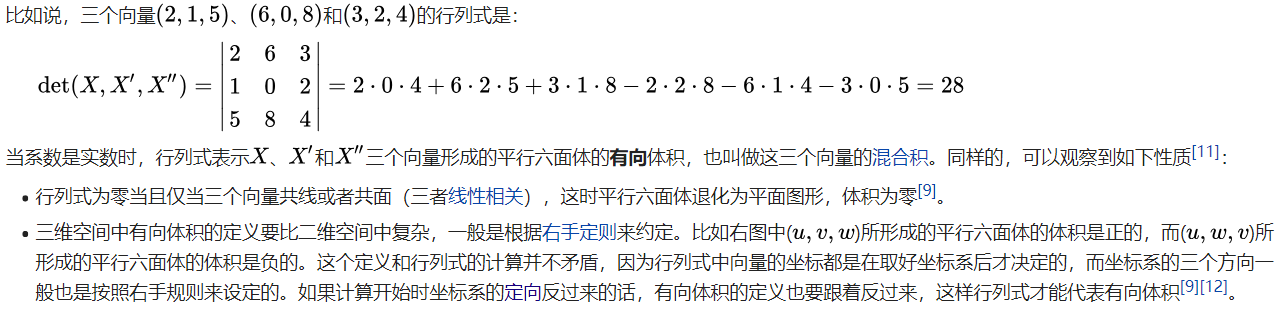 比如说，三个向量(2, 1, 5)、(6, 0, 8)和(3, 2, 4)的行列式是：
det(X, X′, X″) = |2 6 3; 1 0 2; 5 8 4| = 2 · 0 · 4 + 6 · 2 · 5 + 3 · 1 · 8 − 2 · 2 · 8 − 6 · 1 · 4 − 3 · 0 · 5 = 28
当系数是实数时，行列式表示X、X′和X″三个向量形成的平行六面体的有向体积，也叫做这三个向量的混合积。同样的，可以观察到如下性质[11]：
• 行列式为零当且仅当三个向量共线或者共面（三者线性相关），这时平行六面体退化为平面图形，体积为零[9]。
• 三维空间中有向体积的定义要比二维空间中复杂，一般是根据右手定则来约定。比如右图中(u, v, w)所形成的平行六面体的体积是正的，而(u, w, v)所
形成的平行六面体的体积是负的。这个定义和行列式的计算并不矛盾，因为行列式中向量的坐标都是在取好坐标系后才决定的，而坐标系的三个方向一
般也是按照右手规则来设定的。如果计算开始时坐标系的定向反过来的话，有向体积的定义也要跟着反过来，这样行列式才能代表有向体积[9][12]。